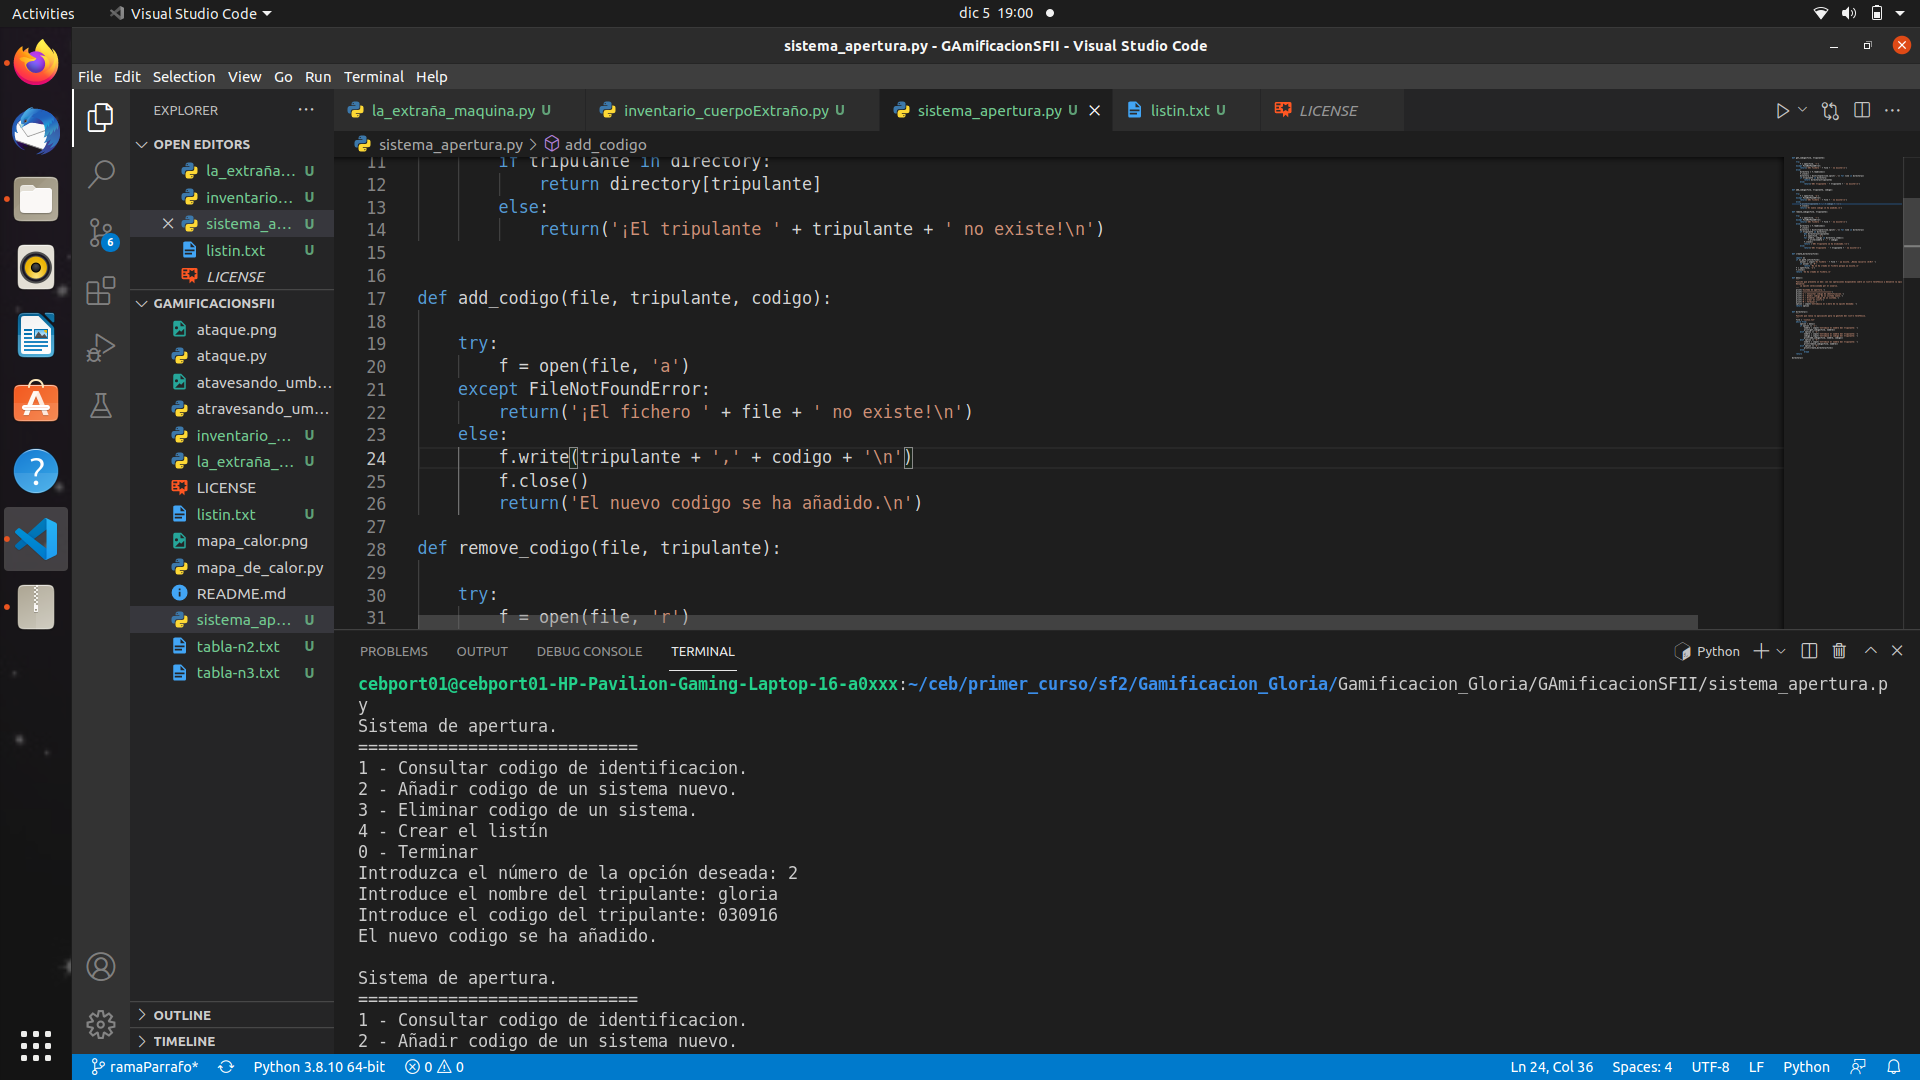 Activities
Visual Studio Code
dic 5 19:00
sistema_apertura.py - GAmificacionSFII - Visual Studio Code
File Edit Selection View Go Run Terminal Help
EXPLORER
la_extraña_maquina.py U
inventario_cuerpoExtraño.py U
sistema_apertura.py U
listin.txt U
LICENSE
OPEN EDITORS
la_extraña... U
inventario... U
sistema_a... U
listin.txt U
LICENSE
GAMIFICACIONSFII
ataque.png
ataque.py
atavesando_umb...
atravesando_um...
inventario_... U
la_extraña_... U
LICENSE
listin.txt U
mapa_calor.png
mapa_de_calor.py
README.md
sistema_ap... U
tabla-n2.txt U
tabla-n3.txt U
OUTLINE
TIMELINE
sistema_apertura.py > add_codigo
11 if tripulante in directory:
12 return directory[tripulante]
13 else:
14 return('¡El tripulante ' + tripulante + ' no existe!\n')
15
16
17 def add_codigo(file, tripulante, codigo):
18
19 try:
20 f = open(file, 'a')
21 except FileNotFoundError:
22 return('¡El fichero ' + file + ' no existe!\n')
23 else:
24 f.write(tripulante + ',' + codigo + '\n')
25 f.close()
26 return('El nuevo codigo se ha añadido.\n')
27
28 def remove_codigo(file, tripulante):
29
30 try:
31 f = open(file, 'r')
PROBLEMS OUTPUT DEBUG CONSOLE TERMINAL
Python
cebport01@cebport01-HP-Pavilion-Gaming-Laptop-16-a0xxx:~/ceb/primer_curso/sf2/Gamificacion_Gloria/Gamificacion_Gloria/GAmificacionSFII/sistema_apertura.p
y
Sistema de apertura.
============================
1 - Consultar codigo de identificacion.
2 - Añadir codigo de un sistema nuevo.
3 - Eliminar codigo de un sistema.
4 - Crear el listín
0 - Terminar
Introduzca el número de la opción deseada: 2
Introduce el nombre del tripulante: gloria
Introduce el codigo del tripulante: 030916
El nuevo codigo se ha añadido.

Sistema de apertura.
============================
1 - Consultar codigo de identificacion.
2 - Añadir codigo de un sistema nuevo.
6
ramaParrafo*
Python 3.8.10 64-bit
0 0
Ln 24, Col 36
Spaces: 4
UTF-8
LF
Python